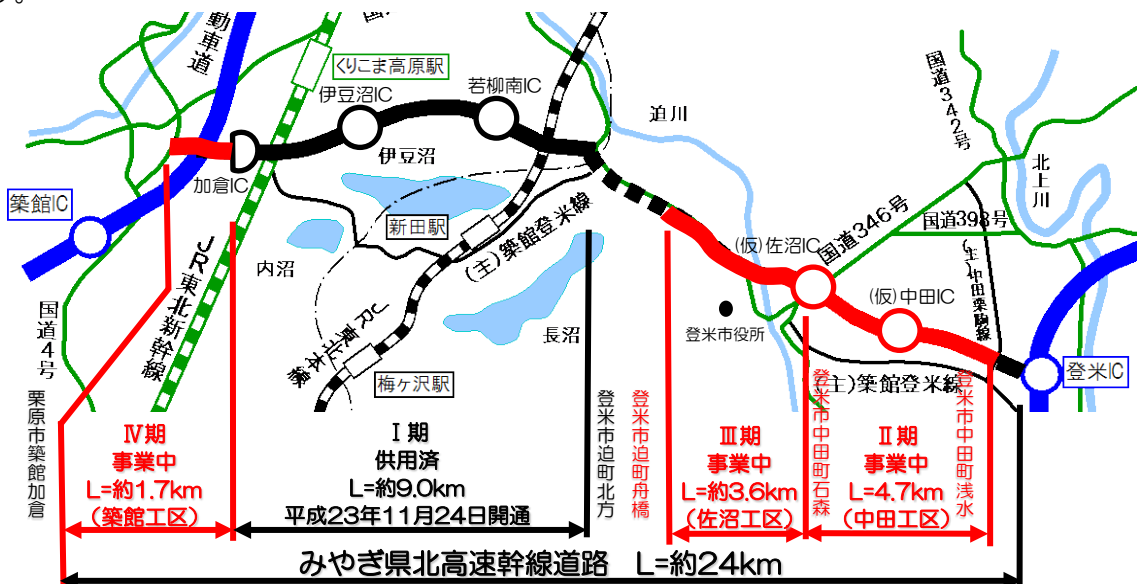 す。
動車道
くりこま高原駅
伊豆沼IC
若柳南IC
迫川
国道342号
北上川
加倉IC
伊豆沼
築館IC
新田駅
(主)築館登米線
(仮)佐沼IC
国道346号
国道398号
(主)中田栗駒線
内沼
JR東北新幹線
(仮)中田IC
国道4号
JR東北本線
長沼
登米市役所
梅ヶ沢駅
(主)築館登米線
登米IC
栗原市築館加倉
登米市迫町北方
登米市迫町舟橋
登米市中田町石森
登米市中田町浅水
Ⅳ期
事業中
L=約1.7km
(築館工区)
Ⅰ期
供用済
L=約9.0km
平成23年11月24日開通
Ⅲ期
事業中
L=約3.6km
(佐沼工区)
Ⅱ期
事業中
L=4.7km
(中田工区)
みやぎ県北高速幹線道路 L=約24km